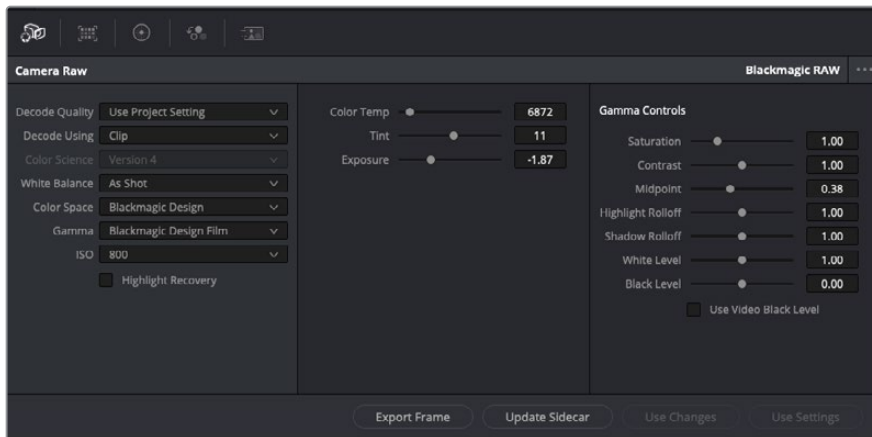 Camera Raw
Blackmagic RAW
Decode Quality Use Project Setting
Decode Using Clip
Color Science Version 4
White Balance As Shot
Color Space Blackmagic Design
Gamma Blackmagic Design Film
ISO 800
Highlight Recovery
Color Temp 6872
Tint 11
Exposure -1.87
Gamma Controls
Saturation 1.00
Contrast 1.00
Midpoint 0.38
Highlight Rolloff 1.00
Shadow Rolloff 1.00
White Level 1.00
Black Level 0.00
Use Video Black Level
Export Frame
Update Sidecar
Use Changes
Use Settings